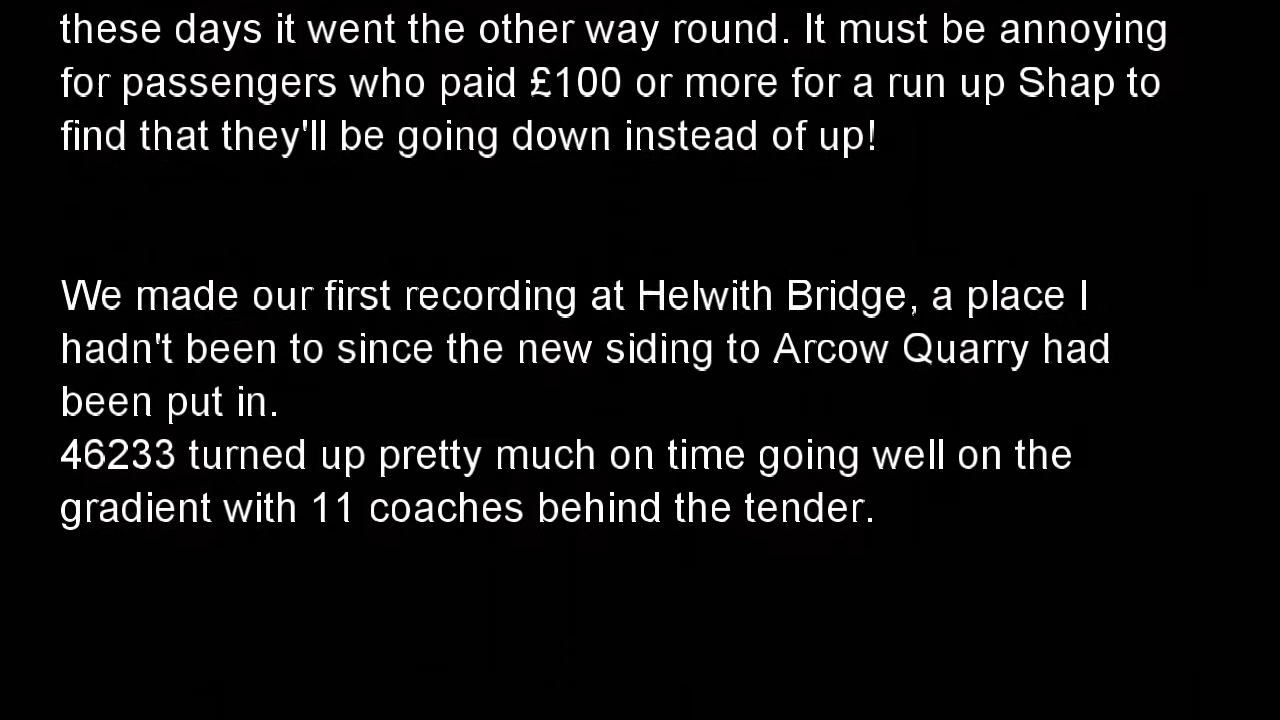 these days it went the other way round. It must be annoying
for passengers who paid £100 or more for a run up Shap to
find that they'll be going down instead of up!
We made our first recording at Helwith Bridge, a place I
hadn't been to since the new siding to Arcow Quarry had
been put in.
46233 turned up pretty much on time going well on the
gradient with 11 coaches behind the tender.